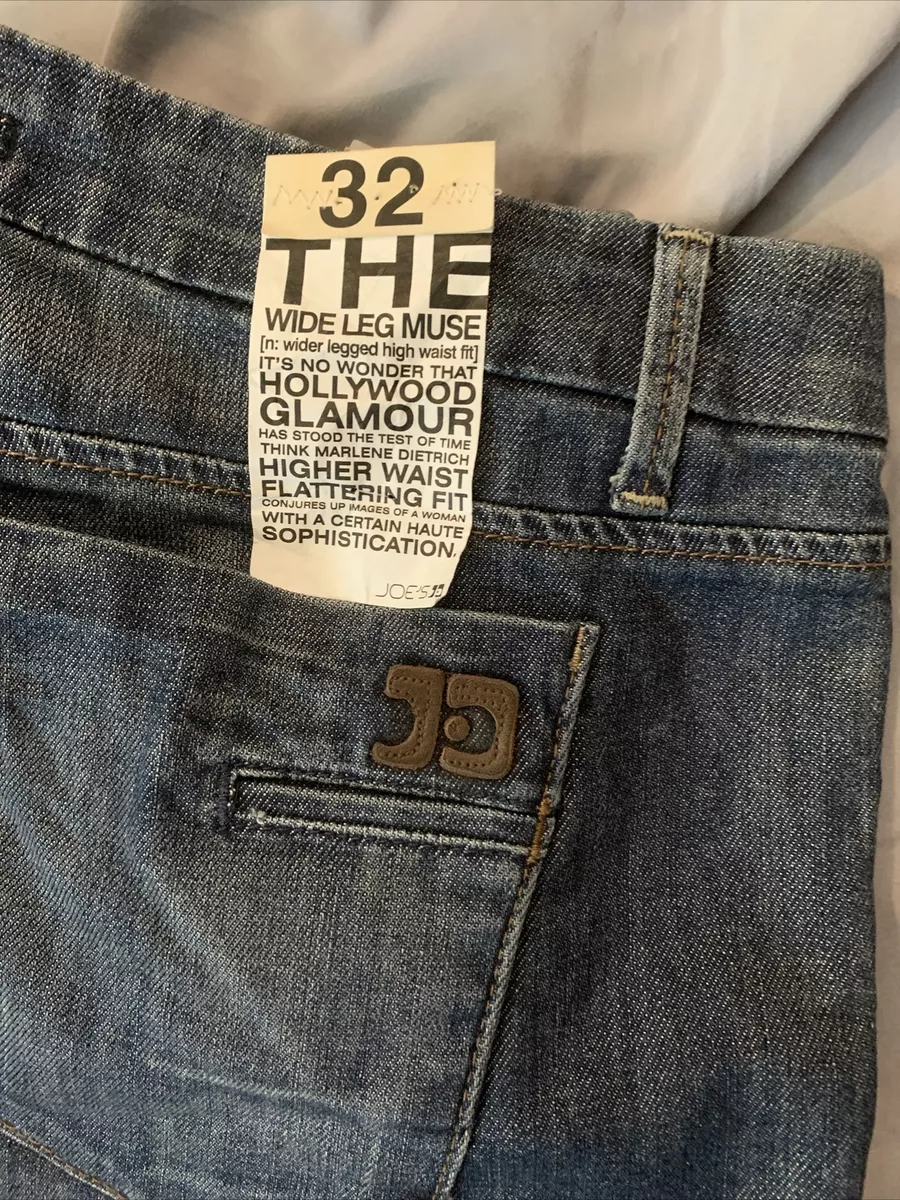 32
THE
WIDE LEG MUSE
[n: wider legged high waist fit]
IT'S NO WONDER THAT
HOLLYWOOD
GLAMOUR
HAS STOOD THE TEST OF TIME
THINK MARLENE DIETRICH
HIGHER WAIST
FLATTERING FIT
CONJURES UP IMAGES OF A WOMAN
WITH A CERTAIN HAUTE
SOPHISTICATION.
JOE'S